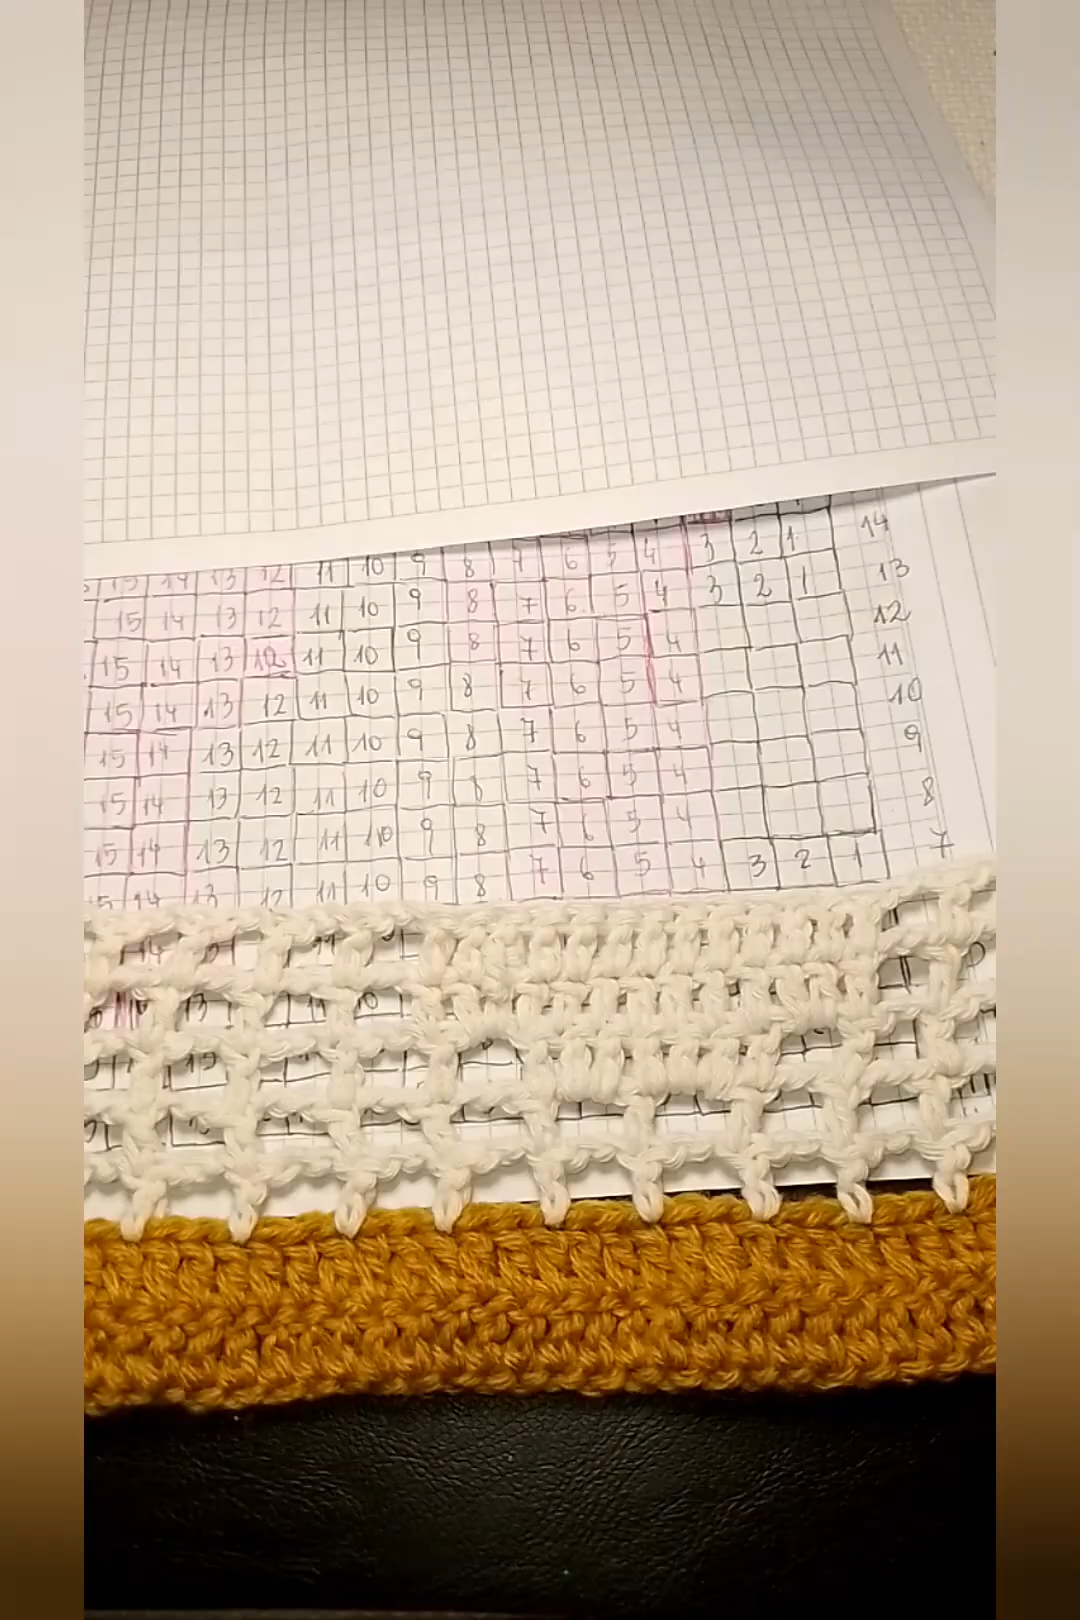 15 14 13 12 11 10 9 8 7 6 5 4 3 2 1 14
15 14 13 12 11 10 9 8 7 6 5 4 3 2 1 13
15 14 13 12 11 10 9 8 7 6 5 4 12
15 14 13 12 11 10 9 8 7 6 5 4 11
15 14 13 12 11 10 9 8 7 6 5 4 10
15 14 13 12 11 10 9 8 7 6 5 4 9
15 14 13 12 11 10 9 8 7 6 5 4 8
14 13 12 11 10 9 8 7 6 5 4 3 2 1 7
14 11
13 11 10